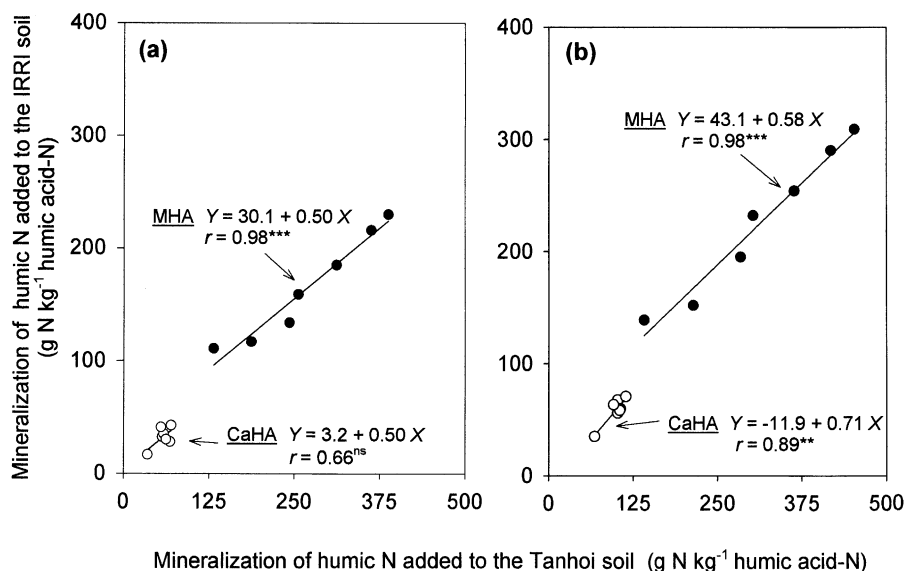 Mineralization of humic N added to the IRRI soil
(g N kg⁻¹ humic acid-N)
400
300
200
100
0
(a)
MHA Y = 30.1 + 0.50 X
r = 0.98***
CaHA Y = 3.2 + 0.50 X
r = 0.66ⁿˢ
0 125 250 375 500
400
300
200
100
0
(b)
MHA Y = 43.1 + 0.58 X
r = 0.98***
CaHA Y = -11.9 + 0.71 X
r = 0.89**
0 125 250 375 500
Mineralization of humic N added to the Tanhoi soil (g N kg⁻¹ humic acid-N)